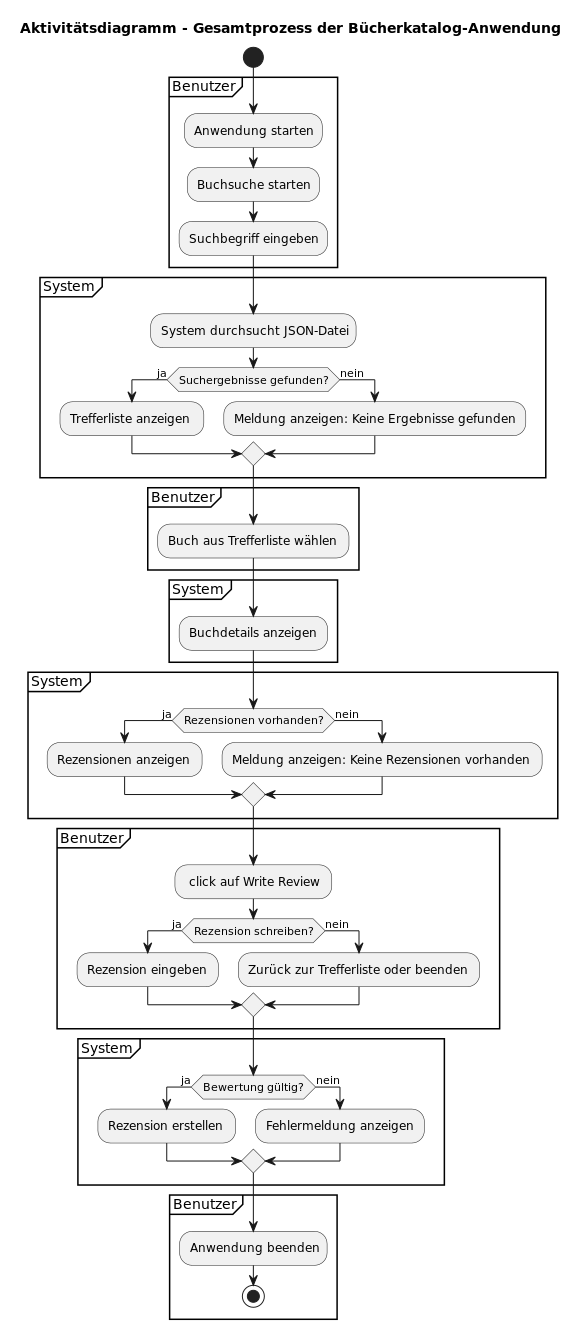 Aktivitätsdiagramm - Gesamtprozess der Bücherkatalog-Anwendung
Benutzer
Anwendung starten
Buchsuche starten
Suchbegriff eingeben
System
System durchsucht JSON-Datei
ja
Suchergebnisse gefunden?
nein
Trefferliste anzeigen
Meldung anzeigen: Keine Ergebnisse gefunden
Benutzer
Buch aus Trefferliste wählen
System
Buchdetails anzeigen
System
ja
Rezensionen vorhanden?
nein
Rezensionen anzeigen
Meldung anzeigen: Keine Rezensionen vorhanden
Benutzer
click auf Write Review
ja
Rezension schreiben?
nein
Rezension eingeben
Zurück zur Trefferliste oder beenden
System
ja
Bewertung gültig?
nein
Rezension erstellen
Fehlermeldung anzeigen
Benutzer
Anwendung beenden